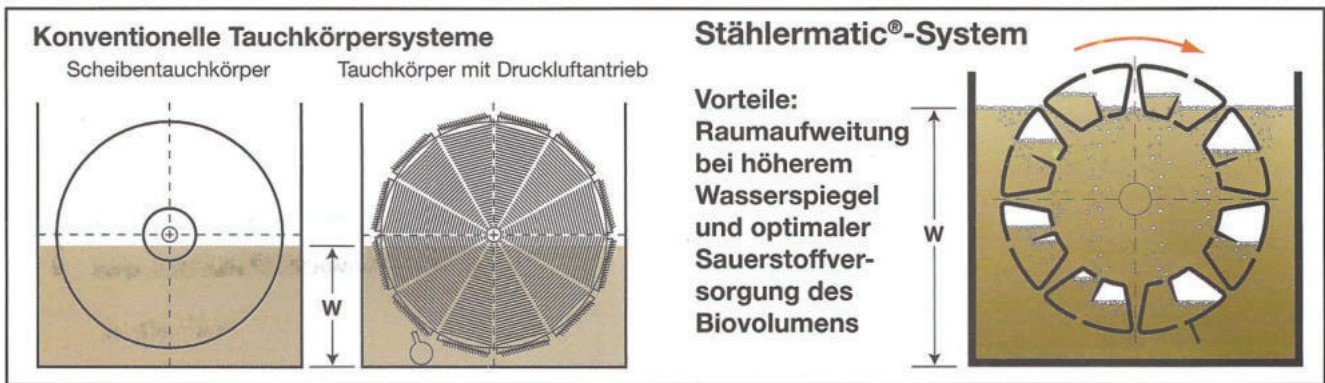 Konventionelle Tauchkörpersysteme
Scheibentauchkörper
Tauchkörper mit Druckluftantrieb
W
Stählermatic®-System
Vorteile:
Raumaufweitung
bei höherem
Wasserspiegel
und optimaler
Sauerstoffver-
sorgung des
Biovolumens
W